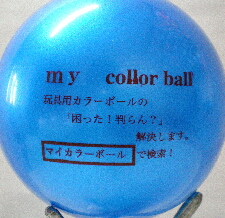 my collor ball
玩具用カラーボールの
「困った!判らん?」
解決します。
マイカラーボール で検索!